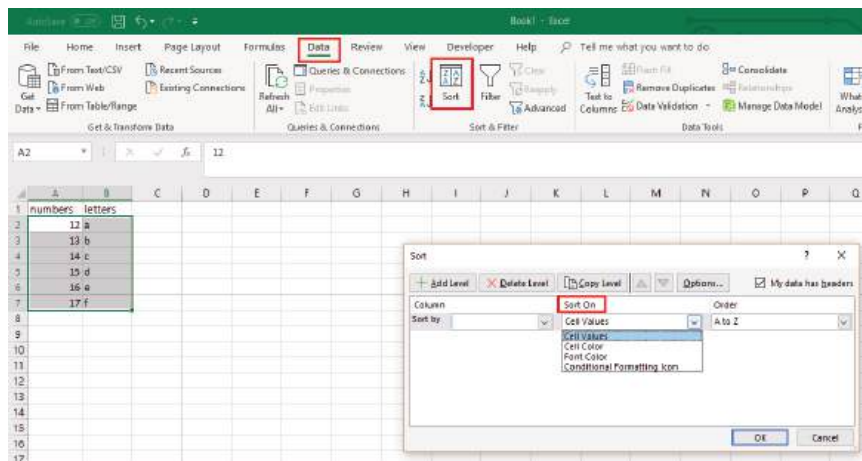 AutoSave
Book1 - Excel
File Home Insert Page Layout Formulas Data Review View Developer Help Tell me what you want to do
Get Data
From Text/CSV
From Web
From Table/Range
Recent Sources
Existing Connections
Get & Transform Data
Refresh All
Queries & Connections
Properties
Edit Links
Queries & Connections
Sort
Filter
Clear
Reapply
Advanced
Sort & Filter
Text to Columns
Flash Fill
Remove Duplicates
Data Validation
Consolidate
Relationships
Manage Data Model
Data Tools
A2 fx 12
A B C D E F G H I J K L M N O P Q
1 numbers letters
2 12 a
3 13 b
4 14 c
5 15 d
6 16 e
7 17 f
8
9
10
11
12
13
14
15
16
17
Sort ? X
Add Level Delete Level Copy Level Options... My data has headers
Column Sort On Order
Sort by Cell Values A to Z
Cell Values
Cell Color
Font Color
Conditional Formatting Icon
OK Cancel